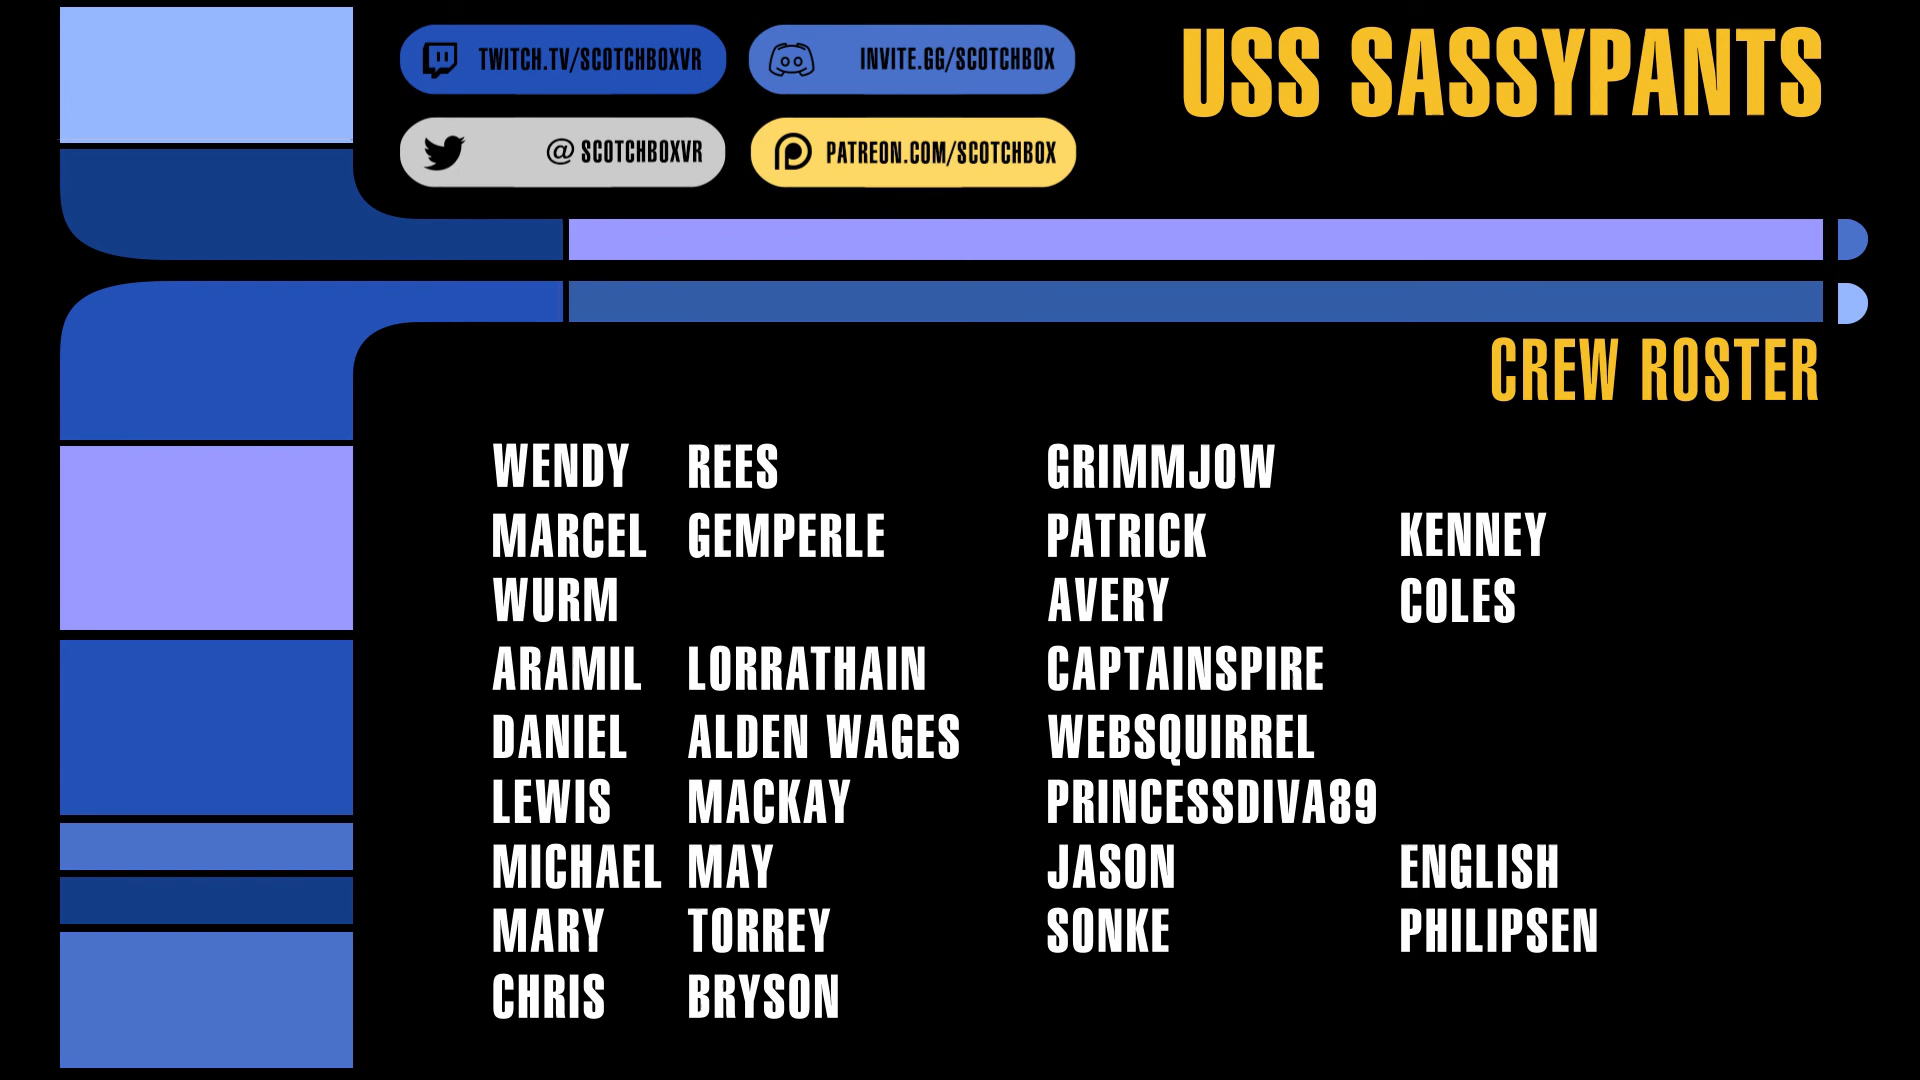 TWITCH.TV/SCOTCHBOXVR
INVITE.GG/SCOTCHBOX
@SCOTCHBOXVR
PATREON.COM/SCOTCHBOX
USS SASSYPANTS
CREW ROSTER
WENDY REES
MARCEL GEMPERLE
WURM
ARAMIL LORRATHAIN
DANIEL ALDEN WAGES
LEWIS MACKAY
MICHAEL MAY
MARY TORREY
CHRIS BRYSON
GRIMMJOW
PATRICK KENNEY
AVERY COLES
CAPTAINSPIRE
WEBSQUIRREL
PRINCESSDIVA89
JASON ENGLISH
SONKE PHILIPSEN